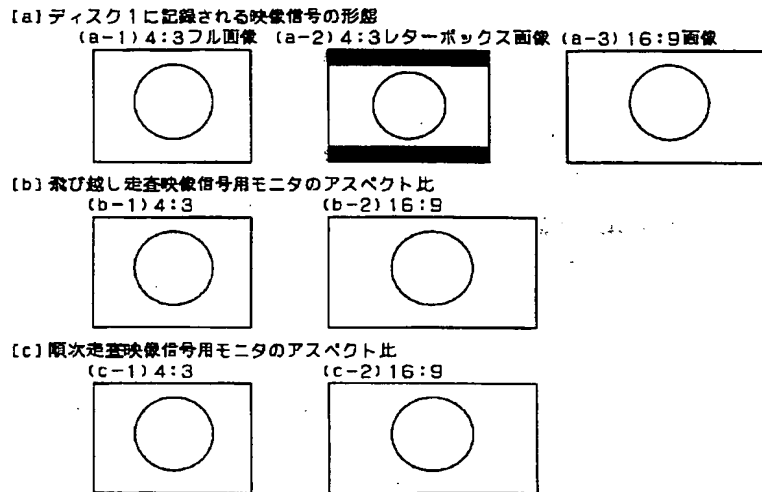 [a] ディスク1に記録される映像信号の形態
(a-1) 4:3フル画像 (a-2) 4:3レターボックス画像 (a-3) 16:9画像
[b] 飛び越し走査映像信号用モニタのアスペクト比
(b-1) 4:3 (b-2) 16:9
[c] 順次走査映像信号用モニタのアスペクト比
(c-1) 4:3 (c-2) 16:9